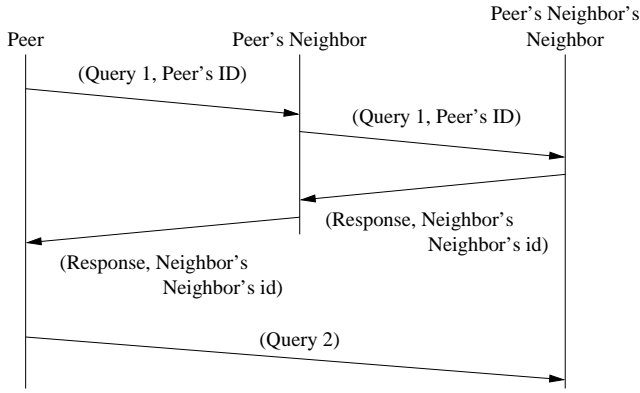 Peer's Neighbor's
Neighbor
Peer
Peer's Neighbor
(Query 1, Peer's ID)
(Query 1, Peer's ID)
(Response, Neighbor's
Neighbor's id)
(Response, Neighbor's
Neighbor's id)
(Query 2)